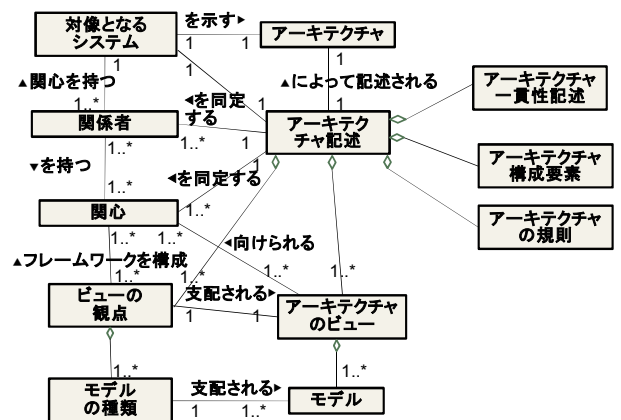 対像となる
システム
を示す▸
アーキテクチャ
1
1
1
1
1
▴関心を持つ
▴によって記述される
アーキテクチャ
一貫性記述
1..*
◂を同定
する
1
1
関係者
アーキテク
チャ記述
1..*
1..*
1
アーキテクチャ
構成要素
▾を持つ
1
◂を同定する
1..*
関心
1..*
アーキテクチャ
の規則
1..*
1..*
◂向けられる
▴フレームワークを構成
1..*
1..*
1..*
1..*
ビューの
観点
支配される▸
アーキテクチャ
のビュー
1
1
1..*
1..*
モデル
の種類
支配される▸
モデル
1
1..*